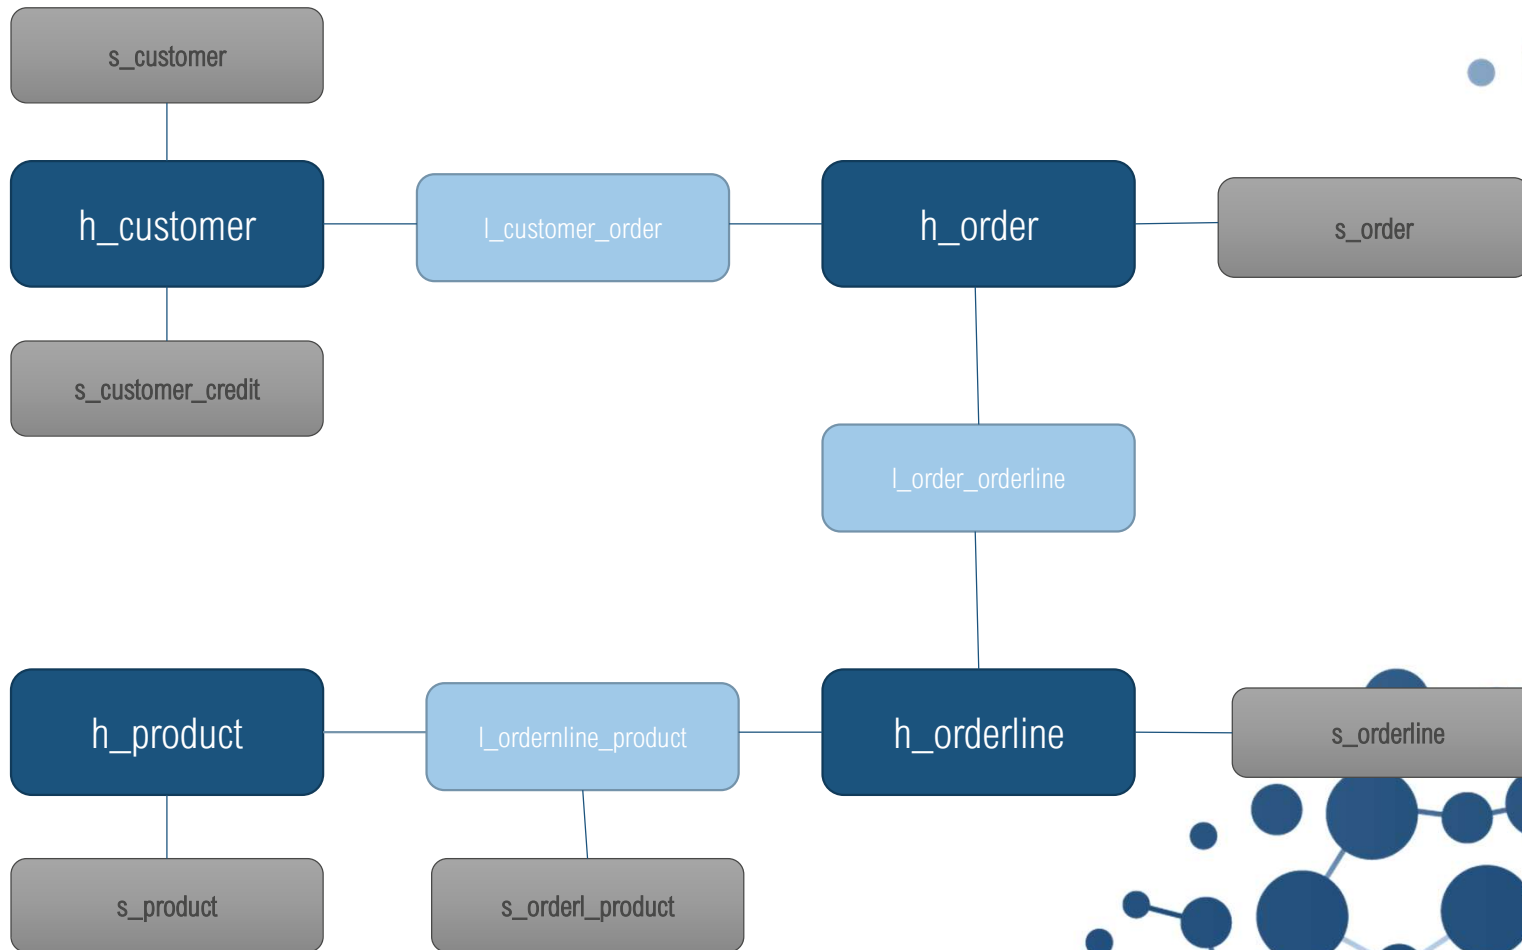 s_customer
h_customer
l_customer_order
h_order
s_order
s_customer_credit
l_order_orderline
h_product
l_ordernline_product
h_orderline
s_orderline
s_product
s_orderl_product